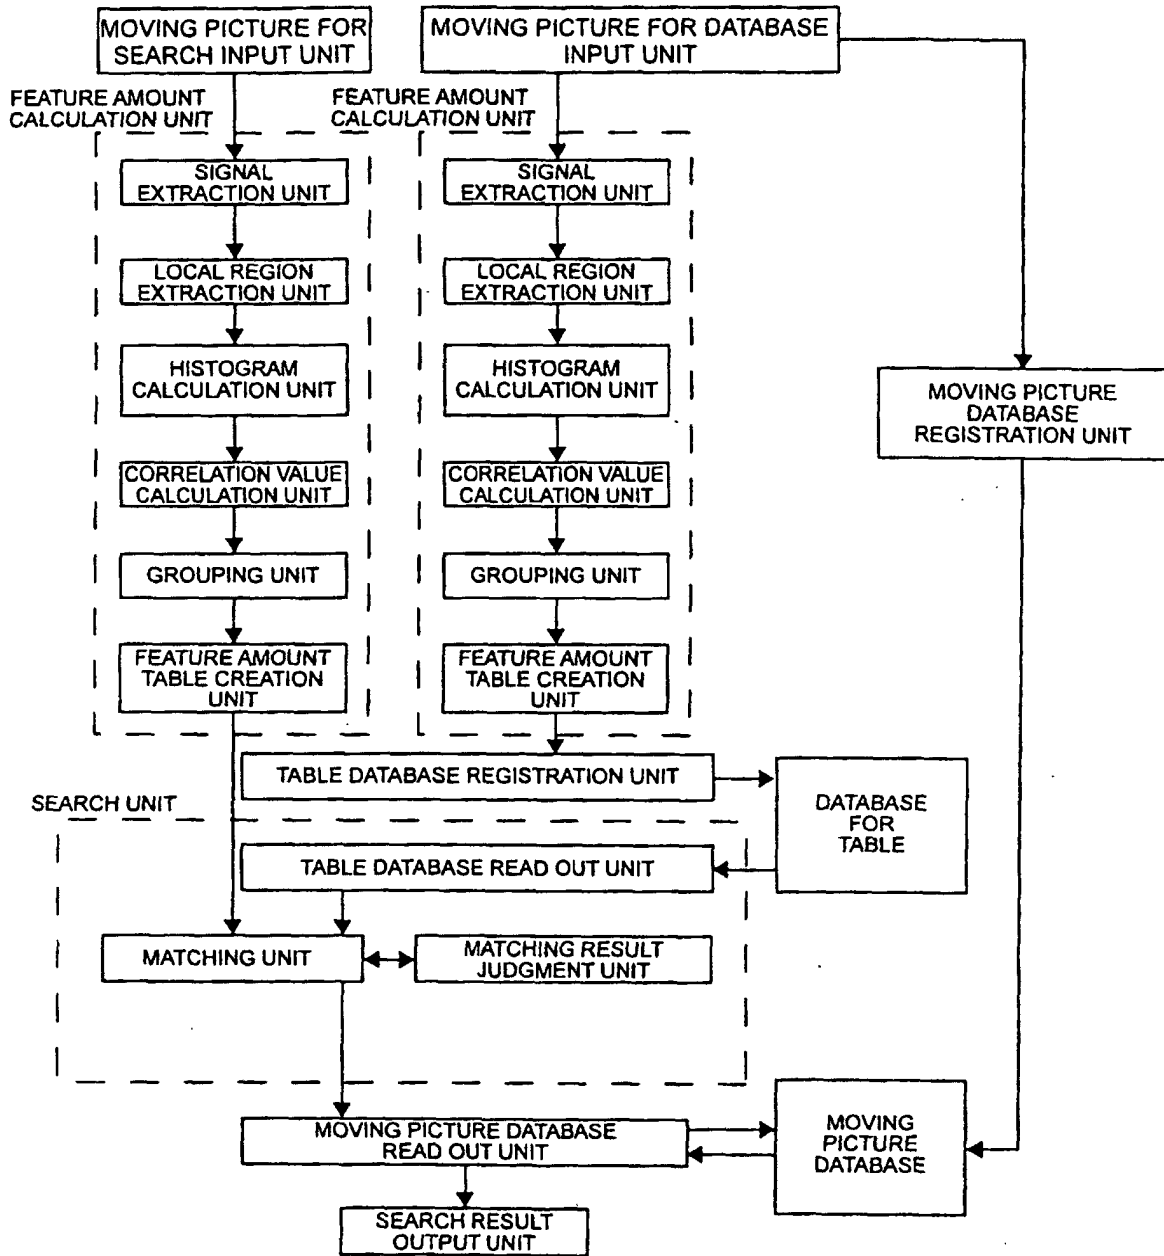 MOVING PICTURE FOR
SEARCH INPUT UNIT
MOVING PICTURE FOR DATABASE
INPUT UNIT
FEATURE AMOUNT
CALCULATION UNIT
FEATURE AMOUNT
CALCULATION UNIT
SIGNAL
EXTRACTION UNIT
SIGNAL
EXTRACTION UNIT
LOCAL REGION
EXTRACTION UNIT
LOCAL REGION
EXTRACTION UNIT
HISTOGRAM
CALCULATION UNIT
HISTOGRAM
CALCULATION UNIT
MOVING PICTURE
DATABASE
REGISTRATION UNIT
CORRELATION VALUE
CALCULATION UNIT
CORRELATION VALUE
CALCULATION UNIT
GROUPING UNIT
GROUPING UNIT
FEATURE AMOUNT
TABLE CREATION
UNIT
FEATURE AMOUNT
TABLE CREATION
UNIT
TABLE DATABASE REGISTRATION UNIT
SEARCH UNIT
DATABASE
FOR
TABLE
TABLE DATABASE READ OUT UNIT
MATCHING UNIT
MATCHING RESULT
JUDGMENT UNIT
MOVING PICTURE DATABASE
READ OUT UNIT
MOVING
PICTURE
DATABASE
SEARCH RESULT
OUTPUT UNIT